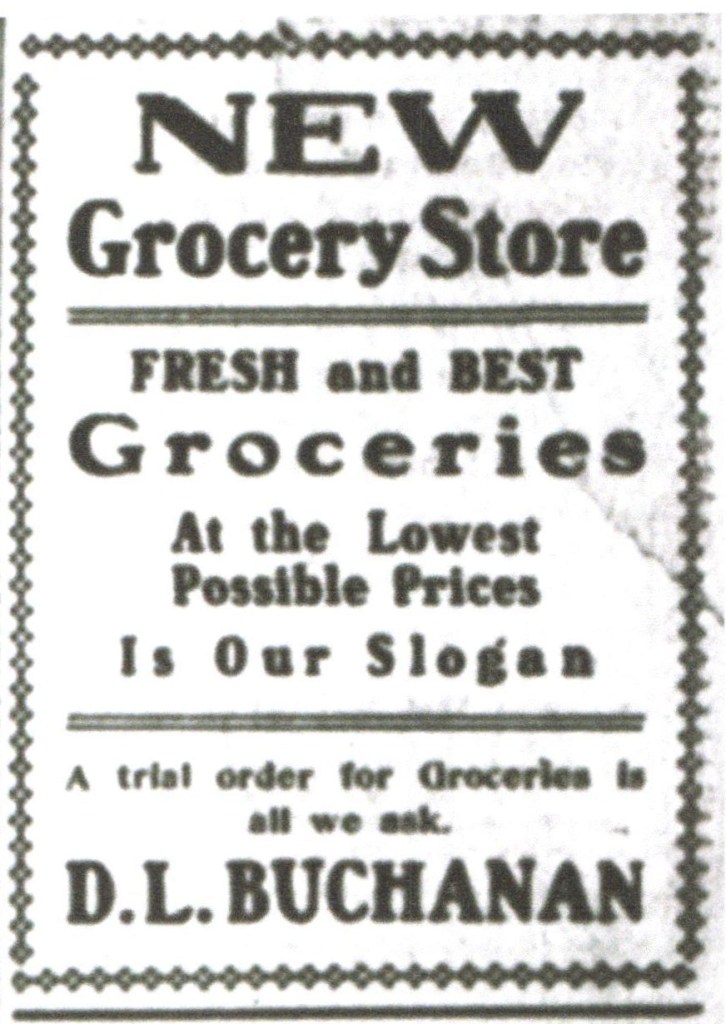 NEW
Grocery Store
FRESH and BEST
Groceries
At the Lowest
Possible Prices
Is Our Slogan
A trial order for Groceries is
all we ask.
D. L. BUCHANAN